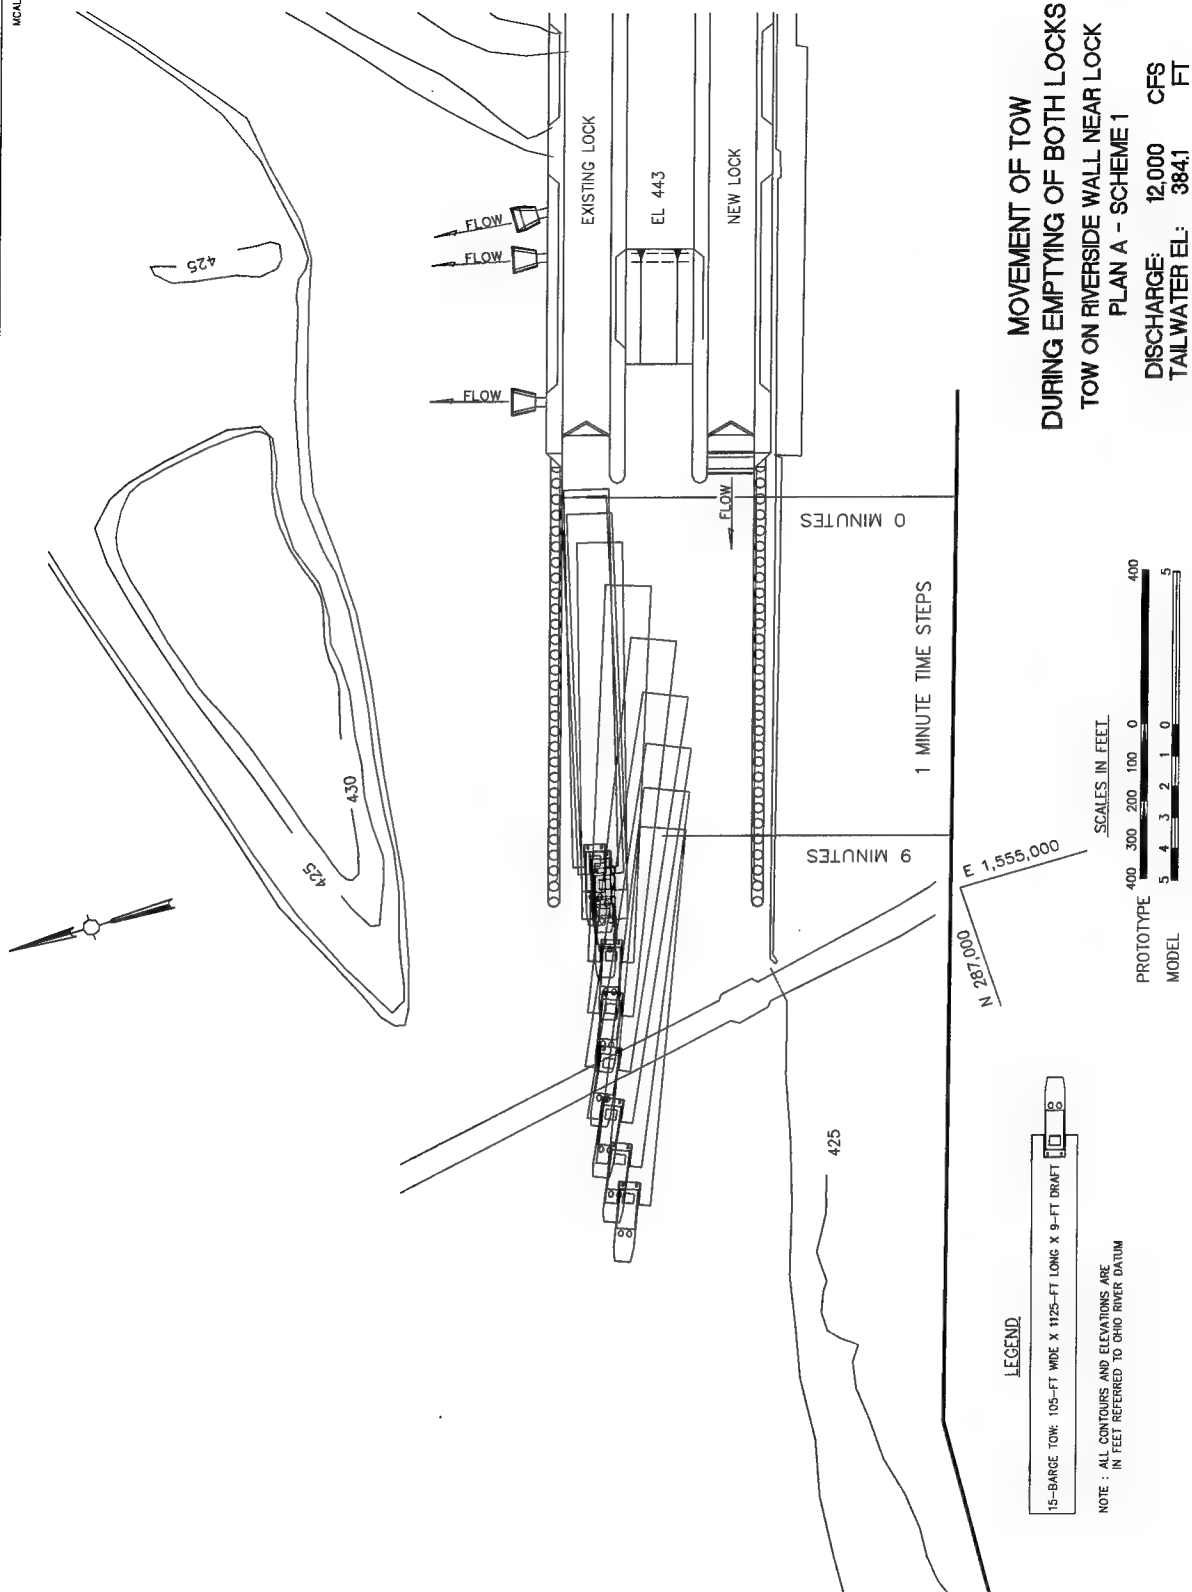 MCAL
425
FLOW
FLOW
FLOW
EXISTING LOCK
EL 443
NEW LOCK
FLOW
430
425
0 MINUTES
9 MINUTES
1 MINUTE TIME STEPS
E 1,555,000
N 287,000
425
MOVEMENT OF TOW
DURING EMPTYING OF BOTH LOCKS
TOW ON RIVERSIDE WALL NEAR LOCK
PLAN A - SCHEME 1
DISCHARGE: 12,000 CFS
TAILWATER EL: 384.1 FT
SCALES IN FEET
PROTOTYPE 400 300 200 100 0 400
MODEL 5 4 3 2 1 0 5
LEGEND
15-BARGE TOW: 105-FT WIDE X 1125-FT LONG X 9-FT DRAFT
NOTE : ALL CONTOURS AND ELEVATIONS ARE
IN FEET REFERRED TO OHIO RIVER DATUM